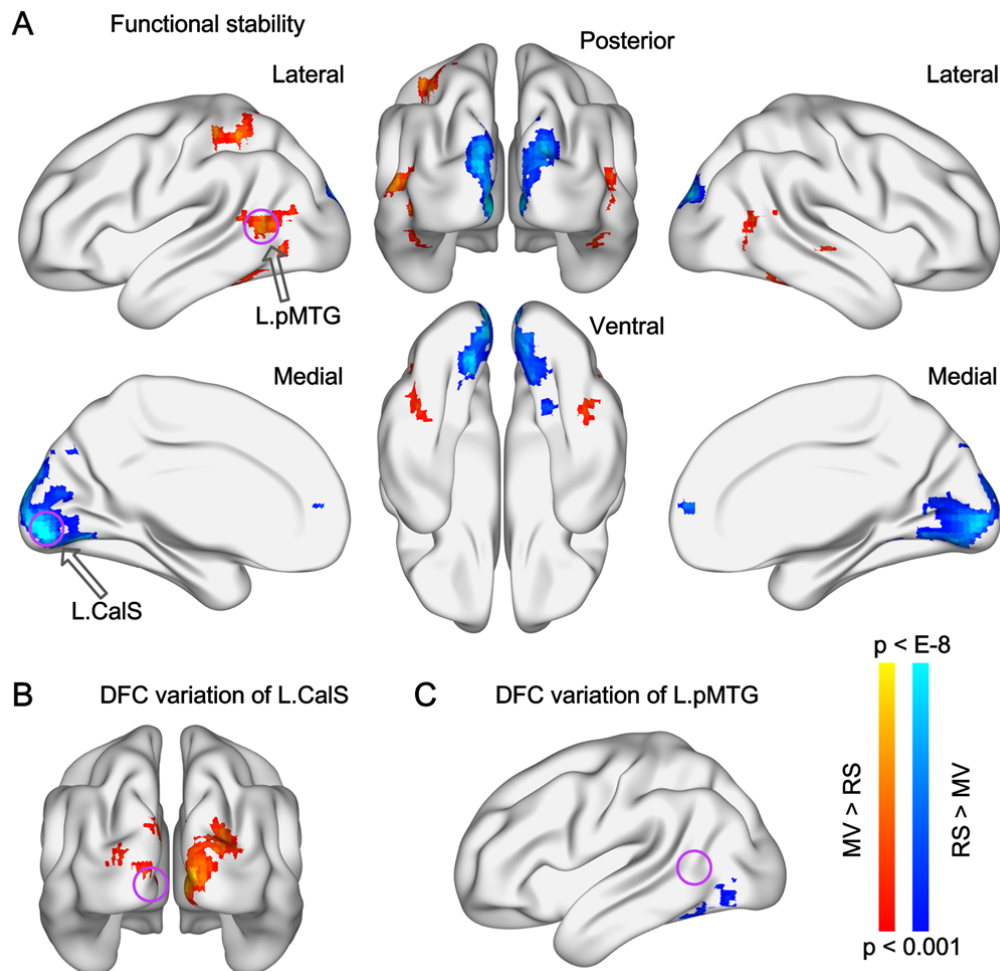 A
Functional stability
Posterior
Lateral
Lateral
L.pMTG
Ventral
Medial
Medial
L.CalS
p < E-8
B
DFC variation of L.CalS
C
DFC variation of L.pMTG
MV > RS
RS > MV
p < 0.001